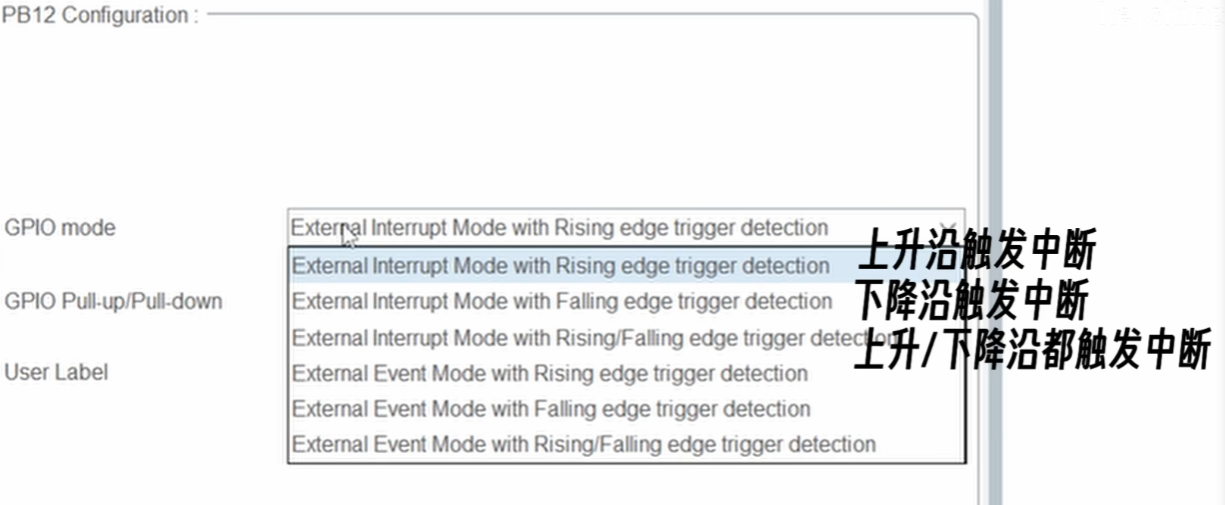 PB12 Configuration :
GPIO mode
External Interrupt Mode with Rising edge trigger detection
External Interrupt Mode with Rising edge trigger detection
上升沿触发中断
GPIO Pull-up/Pull-down
External Interrupt Mode with Falling edge trigger detection
下降沿触发中断
External Interrupt Mode with Rising/Falling edge trigger detection
上升/下降沿都触发中断
User Label
External Event Mode with Rising edge trigger detection
External Event Mode with Falling edge trigger detection
External Event Mode with Rising/Falling edge trigger detection